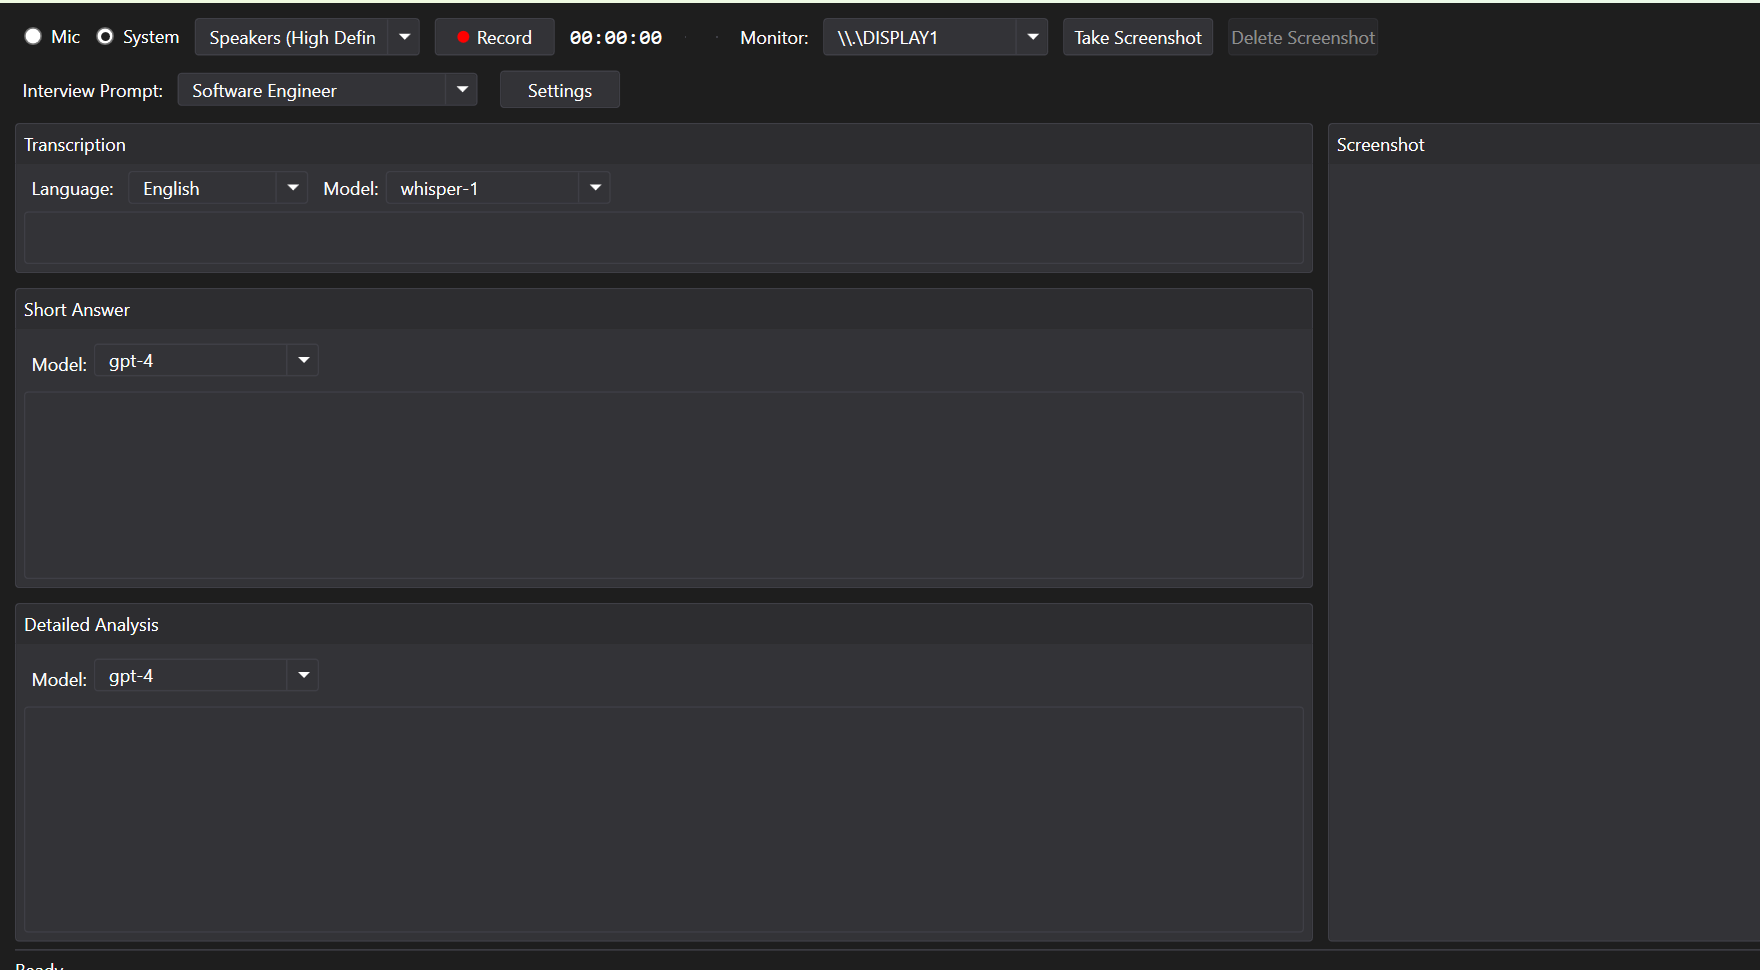 Mic System Speakers (High Defin Record 00:00:00 Monitor: \\.\DISPLAY1 Take Screenshot Delete Screenshot
Interview Prompt: Software Engineer Settings
Transcription
Language: English Model: whisper-1
Short Answer
Model: gpt-4
Detailed Analysis
Model: gpt-4
Screenshot
Ready